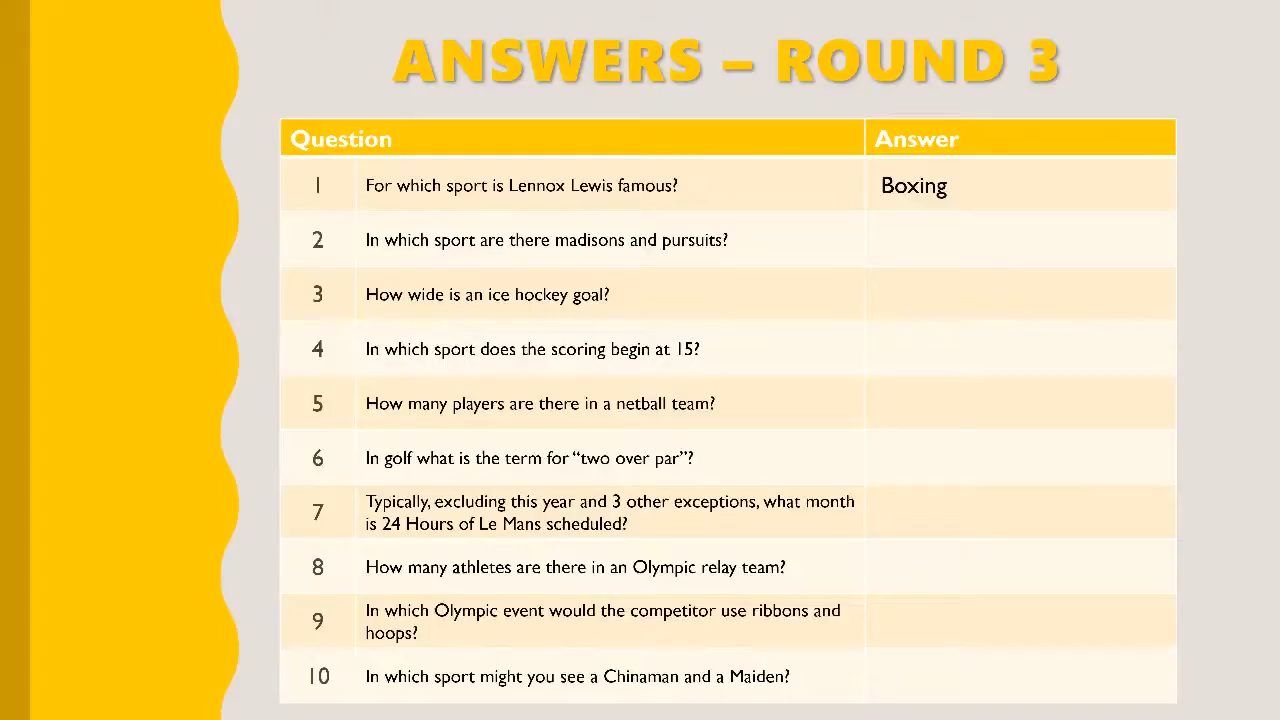 ANSWERS – ROUND 3
Question Answer
1 For which sport is Lennox Lewis famous? Boxing
2 In which sport are there madisons and pursuits?
3 How wide is an ice hockey goal?
4 In which sport does the scoring begin at 15?
5 How many players are there in a netball team?
6 In golf what is the term for “two over par”?
7 Typically, excluding this year and 3 other exceptions, what month
is 24 Hours of Le Mans scheduled?
8 How many athletes are there in an Olympic relay team?
9 In which Olympic event would the competitor use ribbons and
hoops?
10 In which sport might you see a Chinaman and a Maiden?